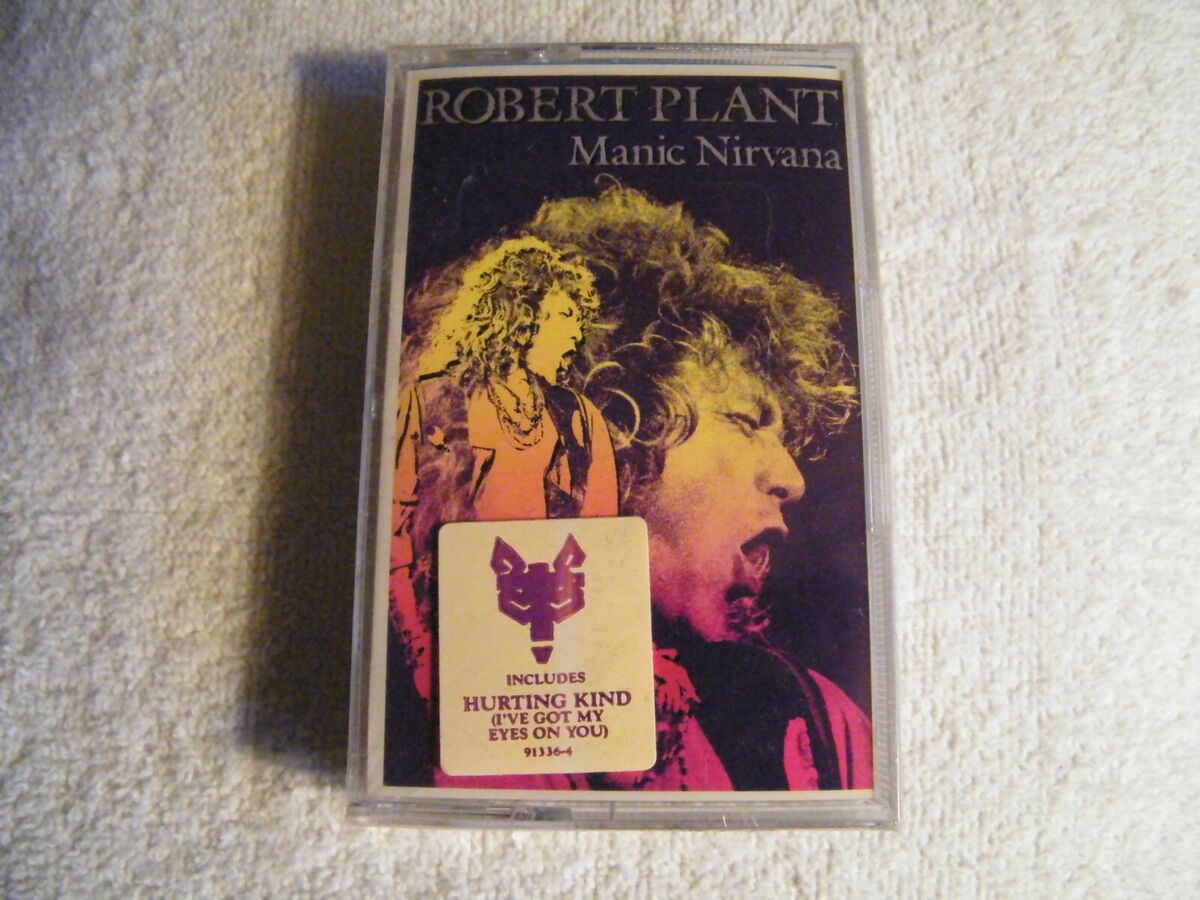 ROBERT PLANT
Manic Nirvana
INCLUDES
HURTING KIND
(I'VE GOT MY
EYES ON YOU)
91336-4